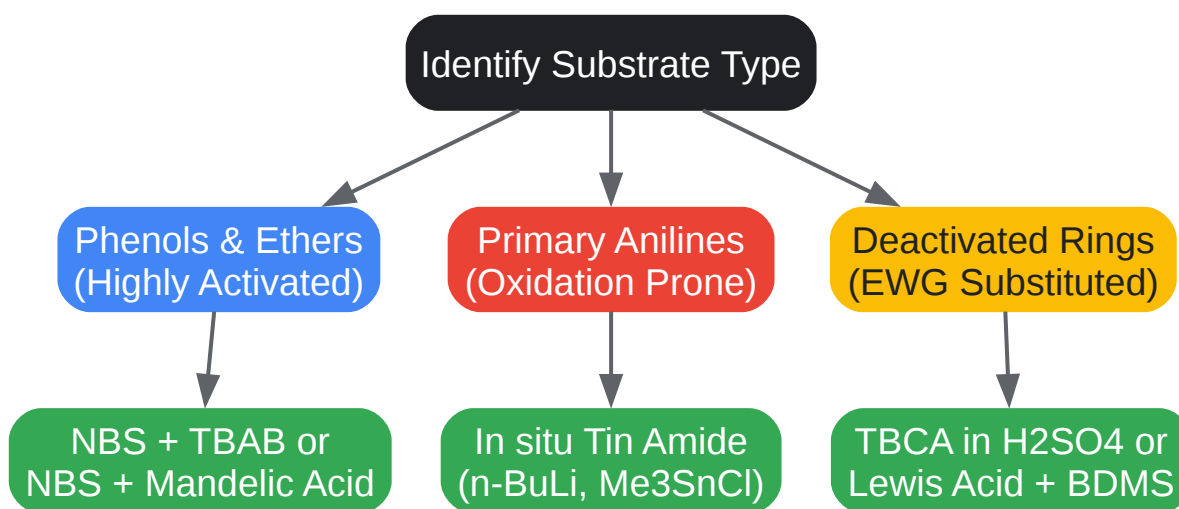 Identify Substrate Type
Phenols & Ethers
(Highly Activated)
Primary Anilines
(Oxidation Prone)
Deactivated Rings
(EWG Substituted)
NBS + TBAB or
NBS + Mandelic Acid
In situ Tin Amide
(n-BuLi, Me3SnCl)
TBCA in H2SO4 or
Lewis Acid + BDMS